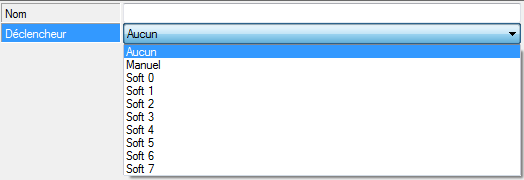 Nom
Déclencheur
Aucun
Aucun
Manuel
Soft 0
Soft 1
Soft 2
Soft 3
Soft 4
Soft 5
Soft 6
Soft 7